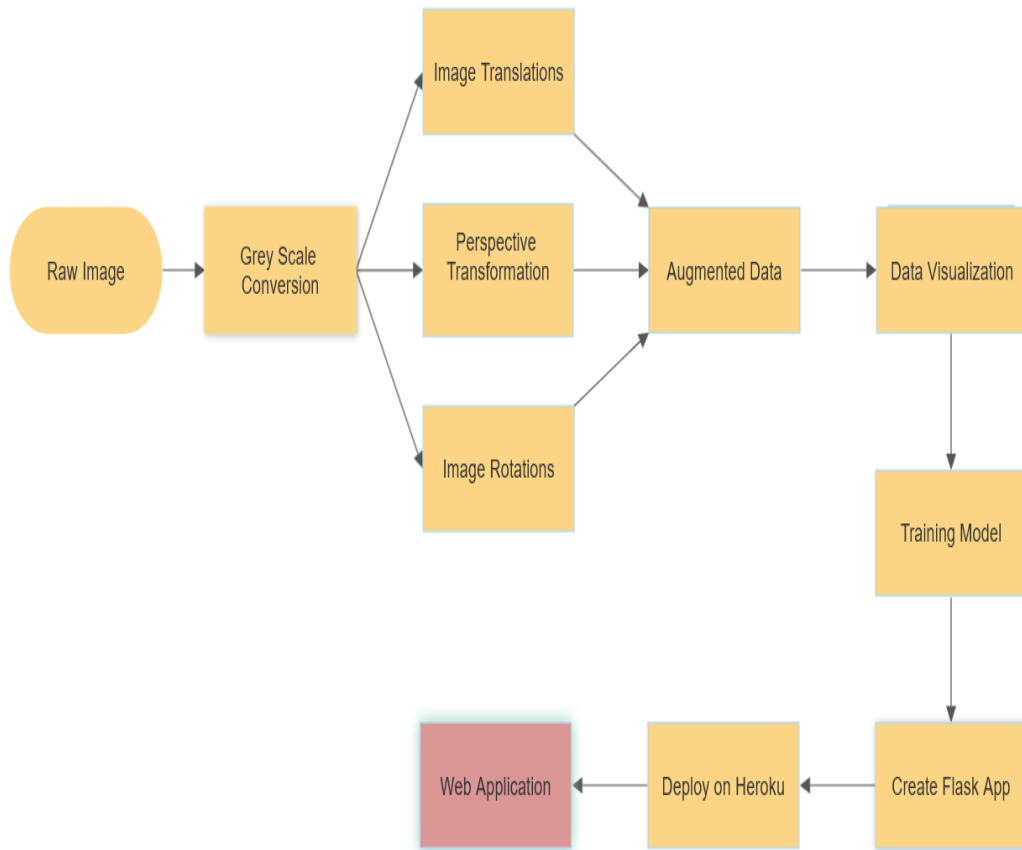 Image Translations
Raw Image
Grey Scale
Conversion
Perspective
Transformation
Augmented Data
Data Visualization
Image Rotations
Training Model
Create Flask App
Deploy on Heroku
Web Application